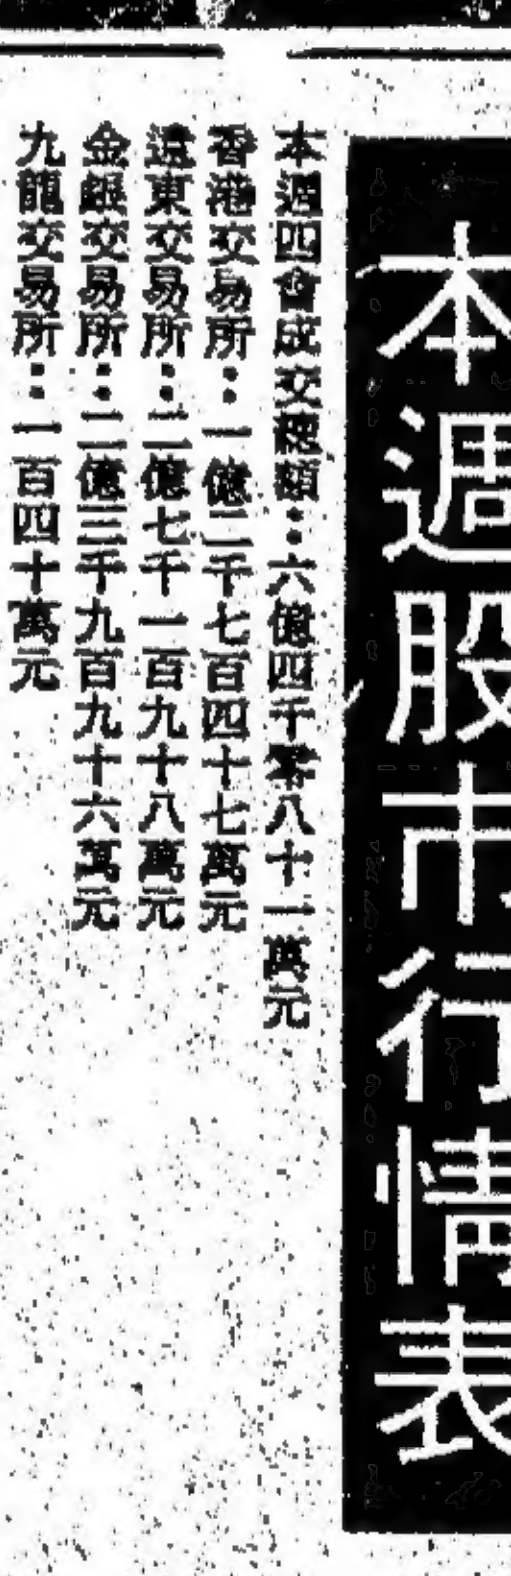 本週股市行情表
本週四會成交總額：六億四千零八十一萬元
香港交易所：一億二千七百四十七萬元
遠東交易所：二億七千一百九十八萬元
金銀交易所：二億三千九百九十六萬元
九龍交易所：一百四十萬元